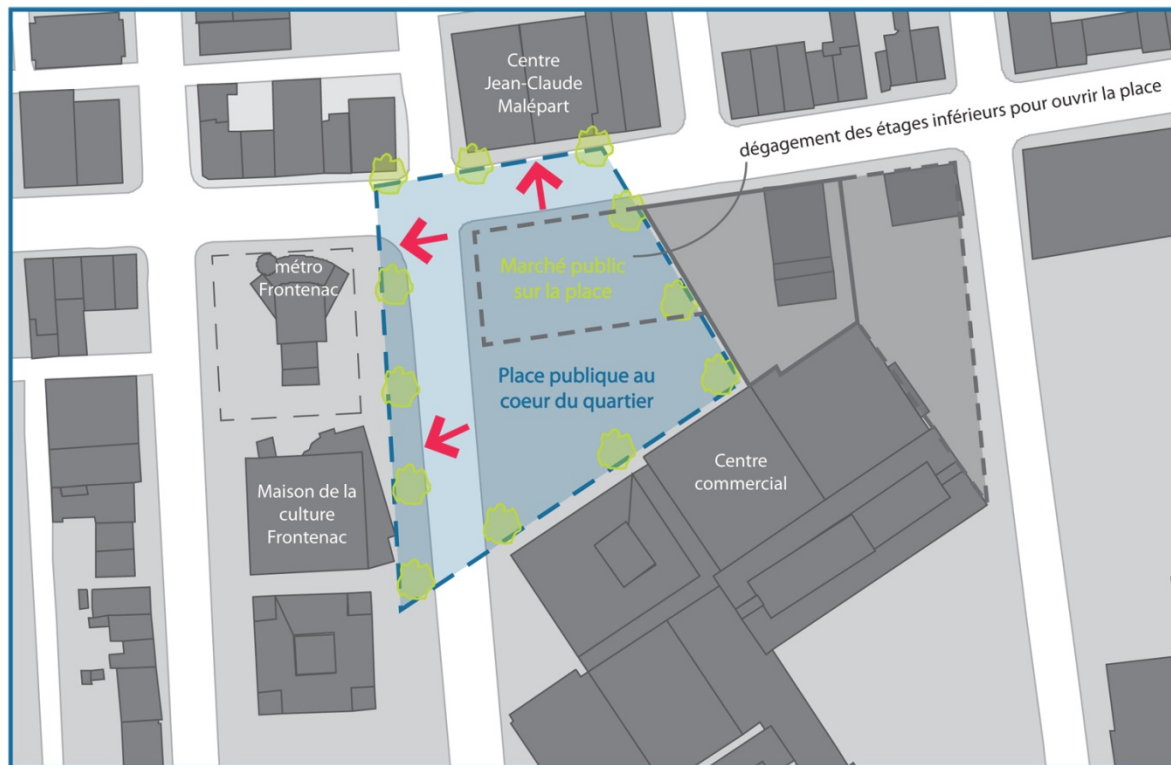 Centre
Jean-Claude
Malépart
dégagement des étages inférieurs pour ouvrir la place
métro
Frontenac
Marché public
sur la place
Place publique au
coeur du quartier
Centre
commercial
Maison de la
culture
Frontenac